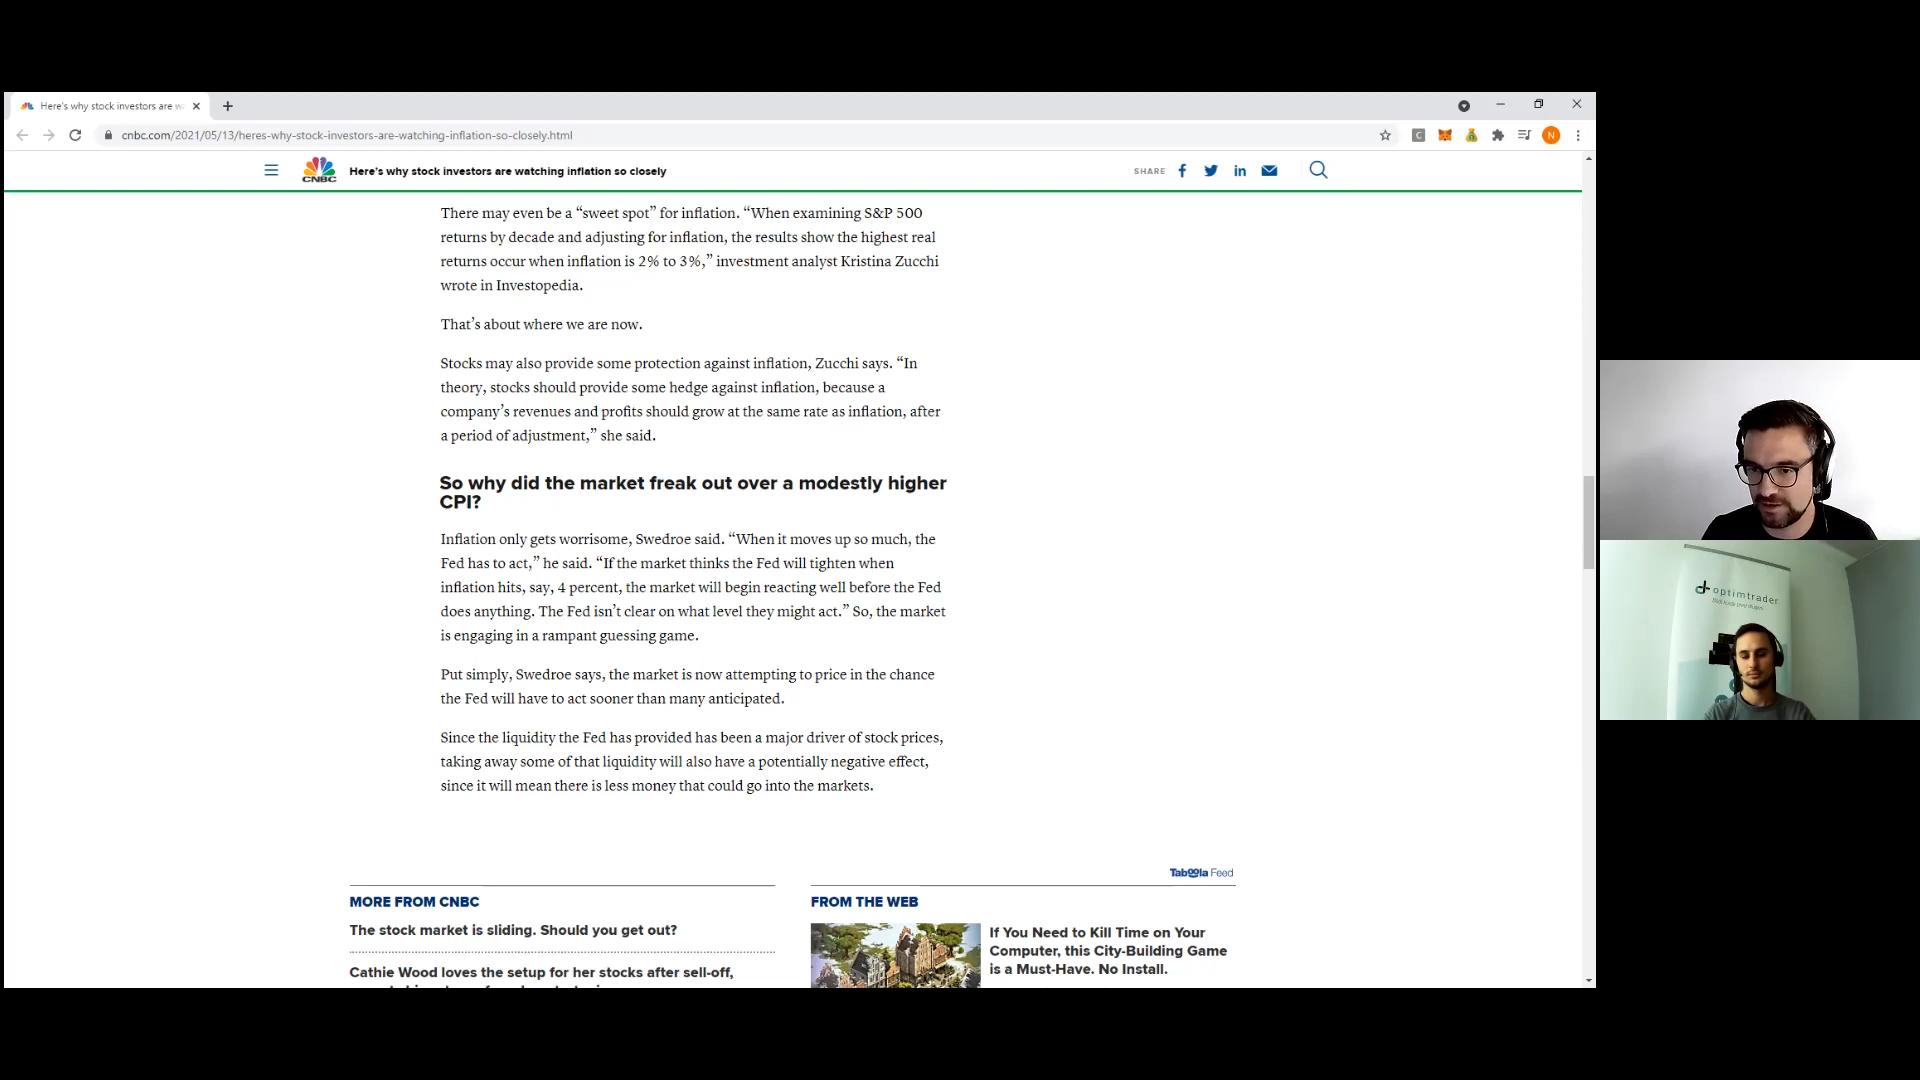 Here's why stock investors are w
cnbc.com/2021/05/13/heres-why-stock-investors-are-watching-inflation-so-closely.html
N
CNBC
Here's why stock investors are watching inflation so closely
SHARE
There may even be a “sweet spot” for inflation. “When examining S&P 500
returns by decade and adjusting for inflation, the results show the highest real
returns occur when inflation is 2% to 3%,” investment analyst Kristina Zucchi
wrote in Investopedia.
That’s about where we are now.
Stocks may also provide some protection against inflation, Zucchi says. “In
theory, stocks should provide some hedge against inflation, because a
company’s revenues and profits should grow at the same rate as inflation, after
a period of adjustment,” she said.
So why did the market freak out over a modestly higher
CPI?
Inflation only gets worrisome, Swedroe said. “When it moves up so much, the
Fed has to act,” he said. “If the market thinks the Fed will tighten when
inflation hits, say, 4 percent, the market will begin reacting well before the Fed
does anything. The Fed isn’t clear on what level they might act.” So, the market
is engaging in a rampant guessing game.
Put simply, Swedroe says, the market is now attempting to price in the chance
the Fed will have to act sooner than many anticipated.
Since the liquidity the Fed has provided has been a major driver of stock prices,
taking away some of that liquidity will also have a potentially negative effect,
since it will mean there is less money that could go into the markets.
Taboola Feed
MORE FROM CNBC
The stock market is sliding. Should you get out?
Cathie Wood loves the setup for her stocks after sell-off,
FROM THE WEB
If You Need to Kill Time on Your
Computer, this City-Building Game
is a Must-Have. No Install.
optimtrader